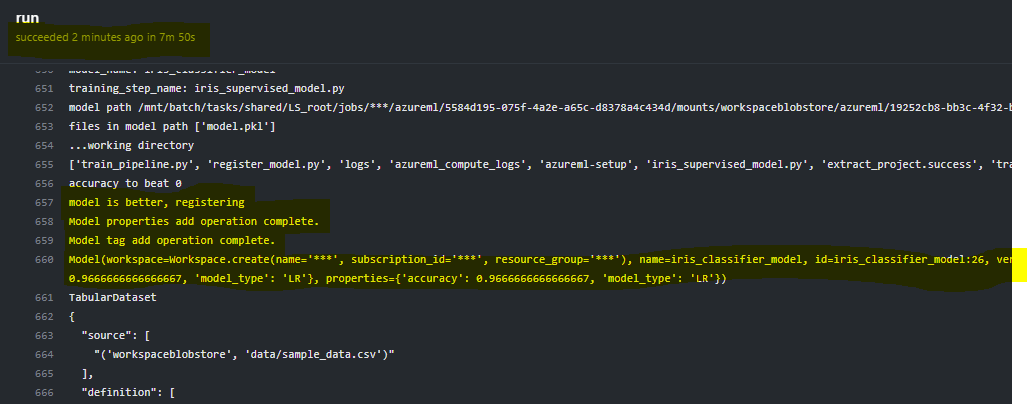 run
succeeded 2 minutes ago in 7m 50s
650 model_name: iris_classifier_model
651 training_step_name: iris_supervised_model.py
652 model path /mnt/batch/tasks/shared/LS_root/jobs/***/azureml/5584d195-075f-4a2e-a65c-d8378a4c434d/mounts/workspaceblobstore/azureml/19252cb8-bb3c-4f32-b
653 files in model path ['model.pkl']
654 ...working directory
655 ['train_pipeline.py', 'register_model.py', 'logs', 'azureml_compute_logs', 'azureml-setup', 'iris_supervised_model.py', 'extract_project.success', 'tra
656 accuracy to beat 0
657 model is better, registering
658 Model properties add operation complete.
659 Model tag add operation complete.
660 Model(workspace=Workspace.create(name='***', subscription_id='***', resource_group='***'), name=iris_classifier_model, id=iris_classifier_model:26, ver
0.9666666666666667, 'model_type': 'LR'}, properties={'accuracy': 0.9666666666666667, 'model_type': 'LR'})
661 TabularDataset
662 {
663 "source": [
664 "('workspaceblobstore', 'data/sample_data.csv')"
665 ],
666 "definition": [